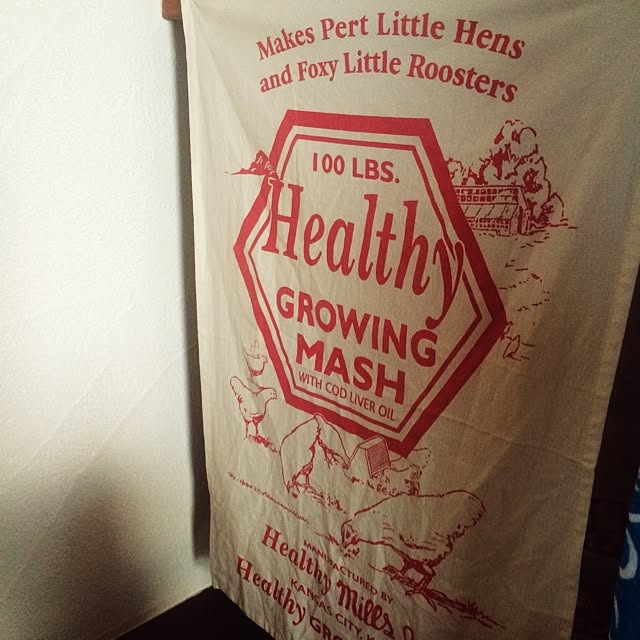 Makes Pert Little Hens
and Foxy Little Roosters
100 LBS.
Healthy
GROWING
MASH
WITH COD LIVER OIL
MANUFACTURED BY
Healthy Mills
KANSAS CITY, K
Healthy GRO